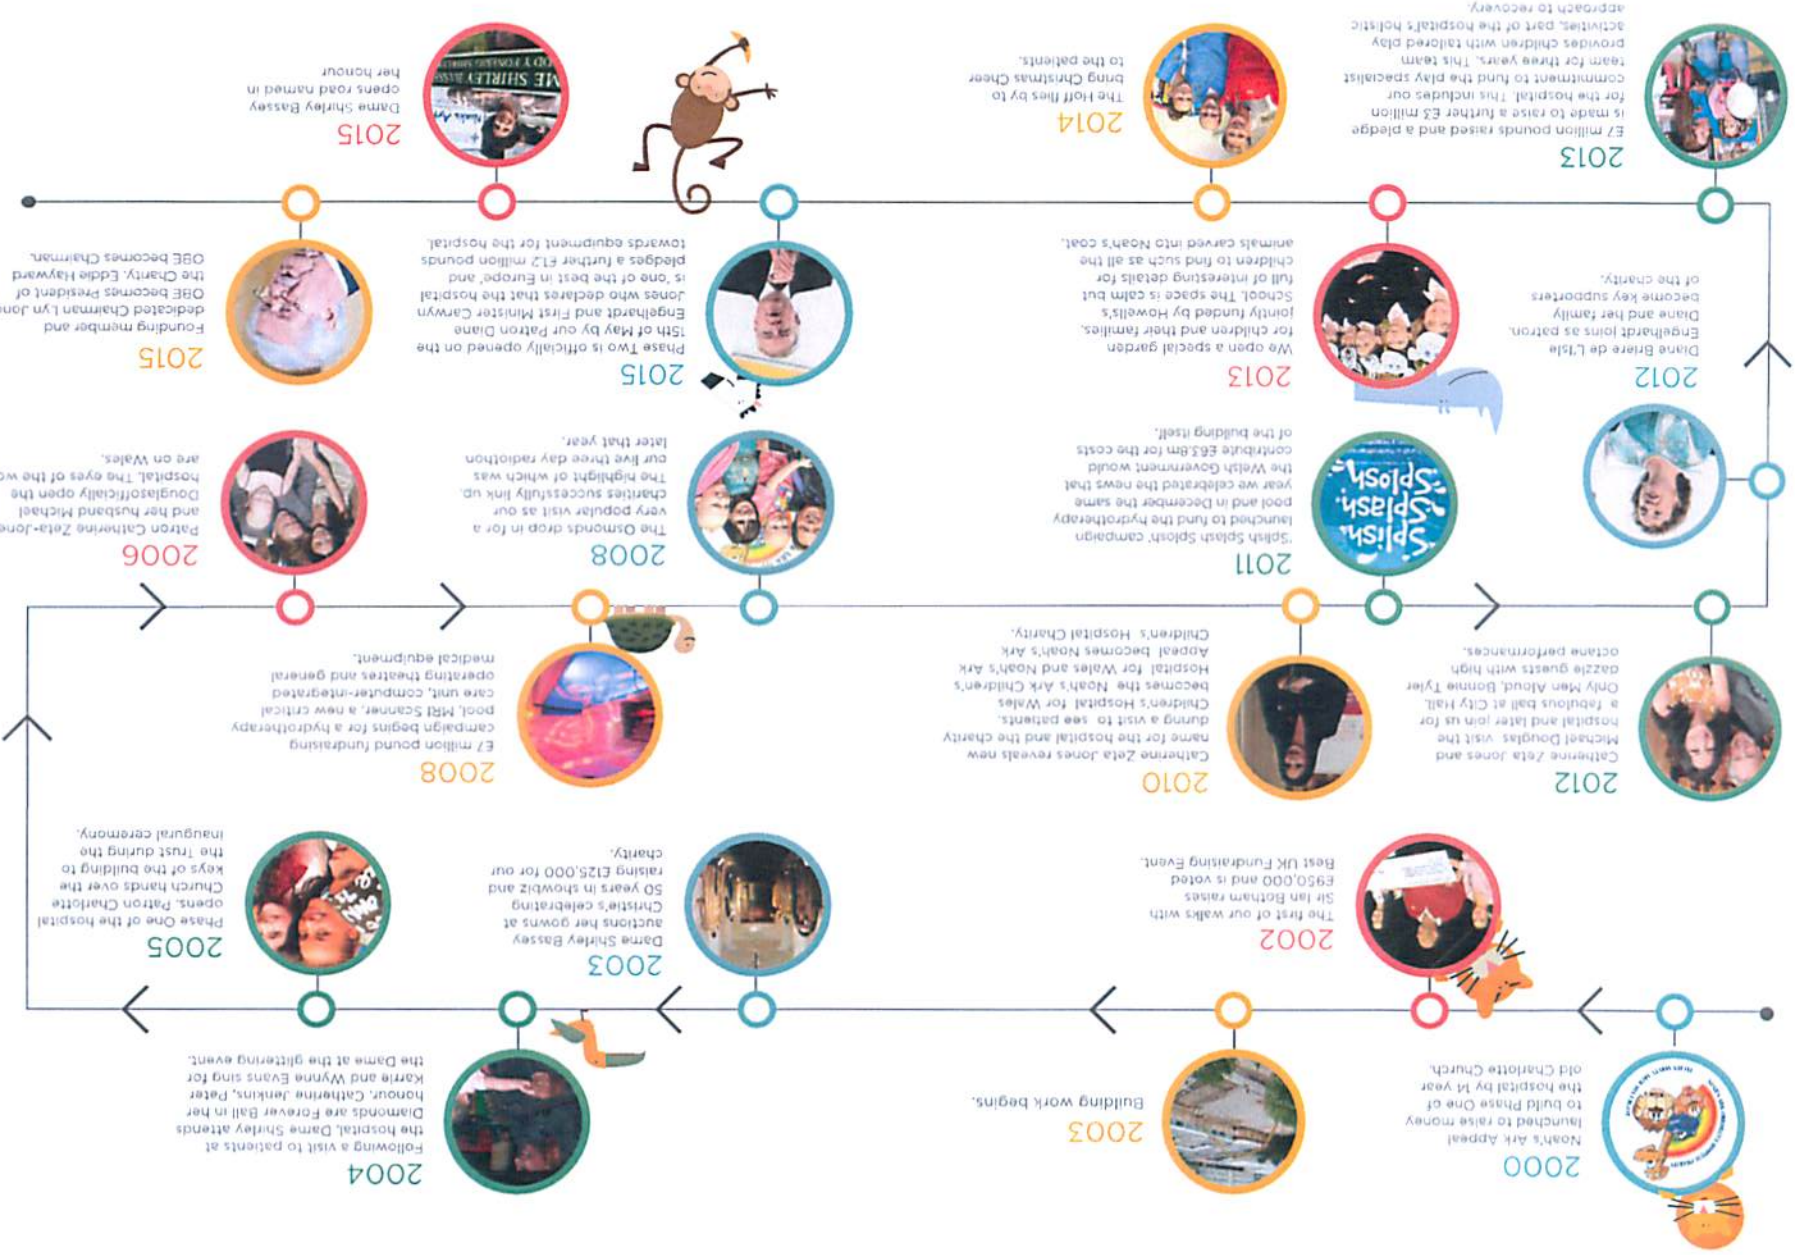 2000
Noah's Ark Appeal
launched to raise money
to build Phase One of
the hospital by 14 year
old Charlotte Church.
2002
The first of our walks with
Sir Ian Botham raises
£950,000 and is voted
Best UK Fundraising Event.
2003
Building work begins.
2003
Dame Shirley Bassey
auctions her gowns at
Christie's celebrating
50 years in showbiz and
raising £125,000 for our
charity.
2004
Following a visit to patients at
the hospital, Dame Shirley attends
Diamonds are Forever Ball in her
honour. Catherine Jenkins, Peter
Karrie and Wynne Evans sing for
the Dame at the glittering event.
2005
Phase One of the hospital
opens. Patron Charlotte
Church hands over the
keys of the building to
the Trust during the
inaugural ceremony.
2006
Patron Catherine Zeta-Jone
and her husband Michael
Douglasofficially open the
hospital. The eyes of the wo
are on Wales.
2008
£7 million pound fundraising
campaign begins for a hydrotherapy
pool, MRI Scanner, a new critical
care unit, computer-integrated
operating theatres and general
medical equipment.
2008
The Osmonds drop in for a
very popular visit as our
charities successfully link up.
The highlight of which was
our live three day radiothon
later that year.
2010
Catherine Zeta Jones reveals new
name for the hospital and the charity
during a visit to see patients.
Children's Hospital for Wales
becomes the Noah's Ark Children's
Hospital for Wales and Noah's Ark
Appeal becomes Noah's Ark
Children's Hospital Charity.
2011
'Splish Splash Splosh' campaign
launched to fund the hydrotherapy
pool and in December the same
year we celebrated the news that
the Welsh Government would
contribute £63.8m for the costs
of the building itself.
Splish.
Splash.
Splosh
2012
Catherine Zeta Jones and
Michael Douglas visit the
hospital and later join us for
a fabulous ball at City Hall.
Only Men Aloud, Bonnie Tyler
dazzle guests with high
octane performances.
2012
Diane Briere de L'Isle
Engelhardt joins as patron.
Diane and her family
become key supporters
of the charity.
2013
£7 million pounds raised and a pledge
is made to raise a further £3 million
for the hospital. This includes our
commitment to fund the play specialist
team for three years. This team
provides children with tailored play
activities, part of the hospital's holistic
approach to recovery.
2013
We open a special garden
for children and their families,
jointly funded by Howells's
School. The space is calm but
full of interesting details for
children to find such as all the
animals carved into Noah's coat.
2014
The Hoff flies by to
bring Christmas Cheer
to the patients.
2015
Phase Two is officially opened on the
15th of May by our Patron Diane
Engelhardt and First Minister Carwyn
Jones who declares that the hospital
is 'one of the best in Europe', and
pledges a further £1.2 million pounds
towards equipment for the hospital.
2015
Dame Shirley Bassey
opens road named in
her honour
ME SHIRLEY BASS
2015
Founding member and
dedicated Chairman Lyn Jone
OBE becomes President of
the Charity. Eddie Hayward
OBE becomes Chairman.